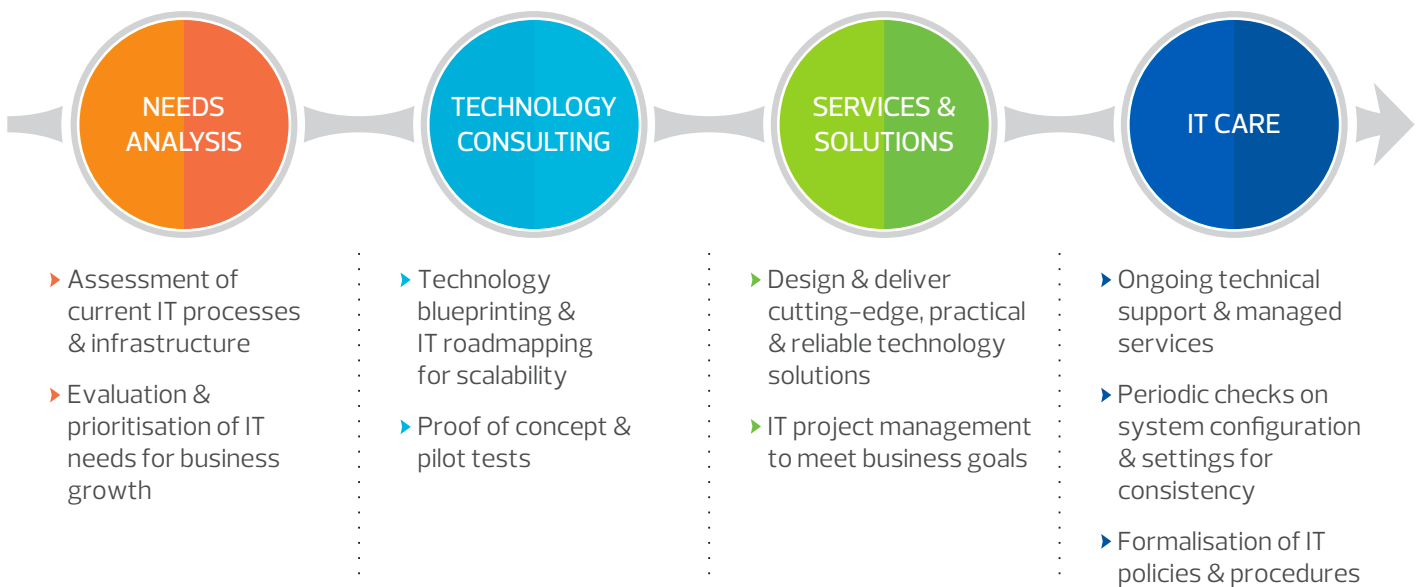 NEEDS
ANALYSIS
TECHNOLOGY
CONSULTING
SERVICES &
SOLUTIONS
IT CARE
Assessment of
current IT processes
& infrastructure
Evaluation &
prioritisation of IT
needs for business
growth
Technology
blueprinting &
IT roadmapping
for scalability
Proof of concept &
pilot tests
Design & deliver
cutting-edge, practical
& reliable technology
solutions
IT project management
to meet business goals
Ongoing technical
support & managed
services
Periodic checks on
system configuration
& settings for
consistency
Formalisation of IT
policies & procedures